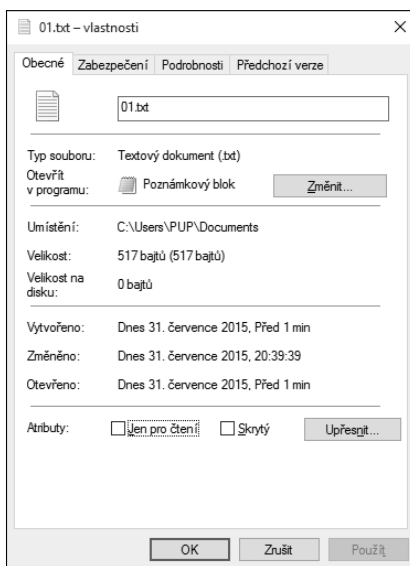 01.txt – vlastnosti
Obecné Zabezpečení Podrobnosti Předchozí verze
01.txt
Typ souboru: Textový dokument (.txt)
Otevřít
v programu: Poznámkový blok Změnit...
Umístění: C:\Users\PUP\Documents
Velikost: 517 bajtů (517 bajtů)
Velikost na
disku: 0 bajtů
Vytvořeno: Dnes 31. července 2015, Před 1 min
Změněno: Dnes 31. července 2015, 20:39:39
Otevřeno: Dnes 31. července 2015, Před 1 min
Atributy: Jen pro čtení Skrytý Upřesnit...
OK Zrušit Použít